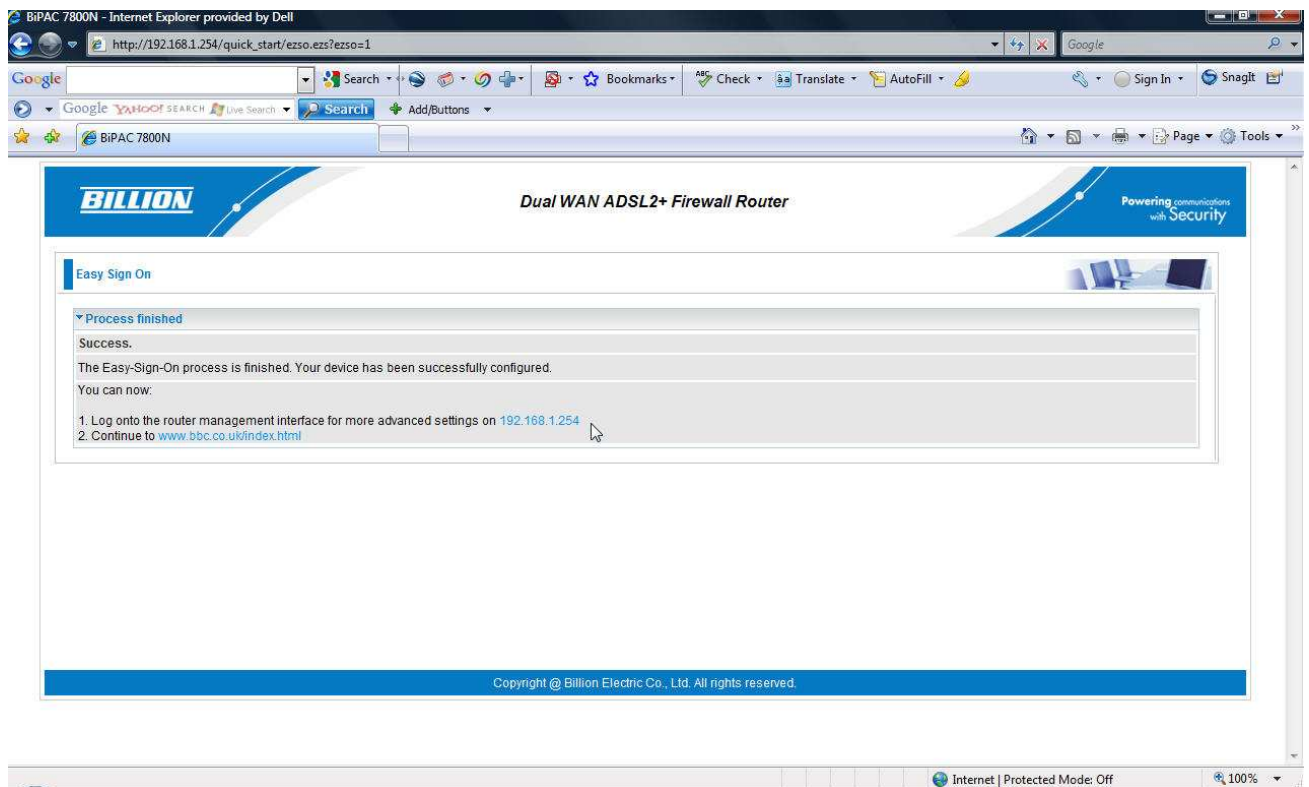 BiPAC 7800N - Internet Explorer provided by Dell
http://192.168.1.254/quick_start/ezso.ezs?ezso=1
Google
Google
Search
Bookmarks
Check
Translate
AutoFill
Sign In
SnagIt
Google YAHOO! SEARCH Live Search
Search
Add/Buttons
BiPAC 7800N
Page
Tools
BILLION
Dual WAN ADSL2+ Firewall Router
Powering communications
with Security
Easy Sign On
Process finished
Success.
The Easy-Sign-On process is finished. Your device has been successfully configured.
You can now:
1. Log onto the router management interface for more advanced settings on 192.168.1.254
2. Continue to www.bbc.co.uk/index.html
Copyright @ Billion Electric Co., Ltd. All rights reserved.
Internet | Protected Mode: Off
100%